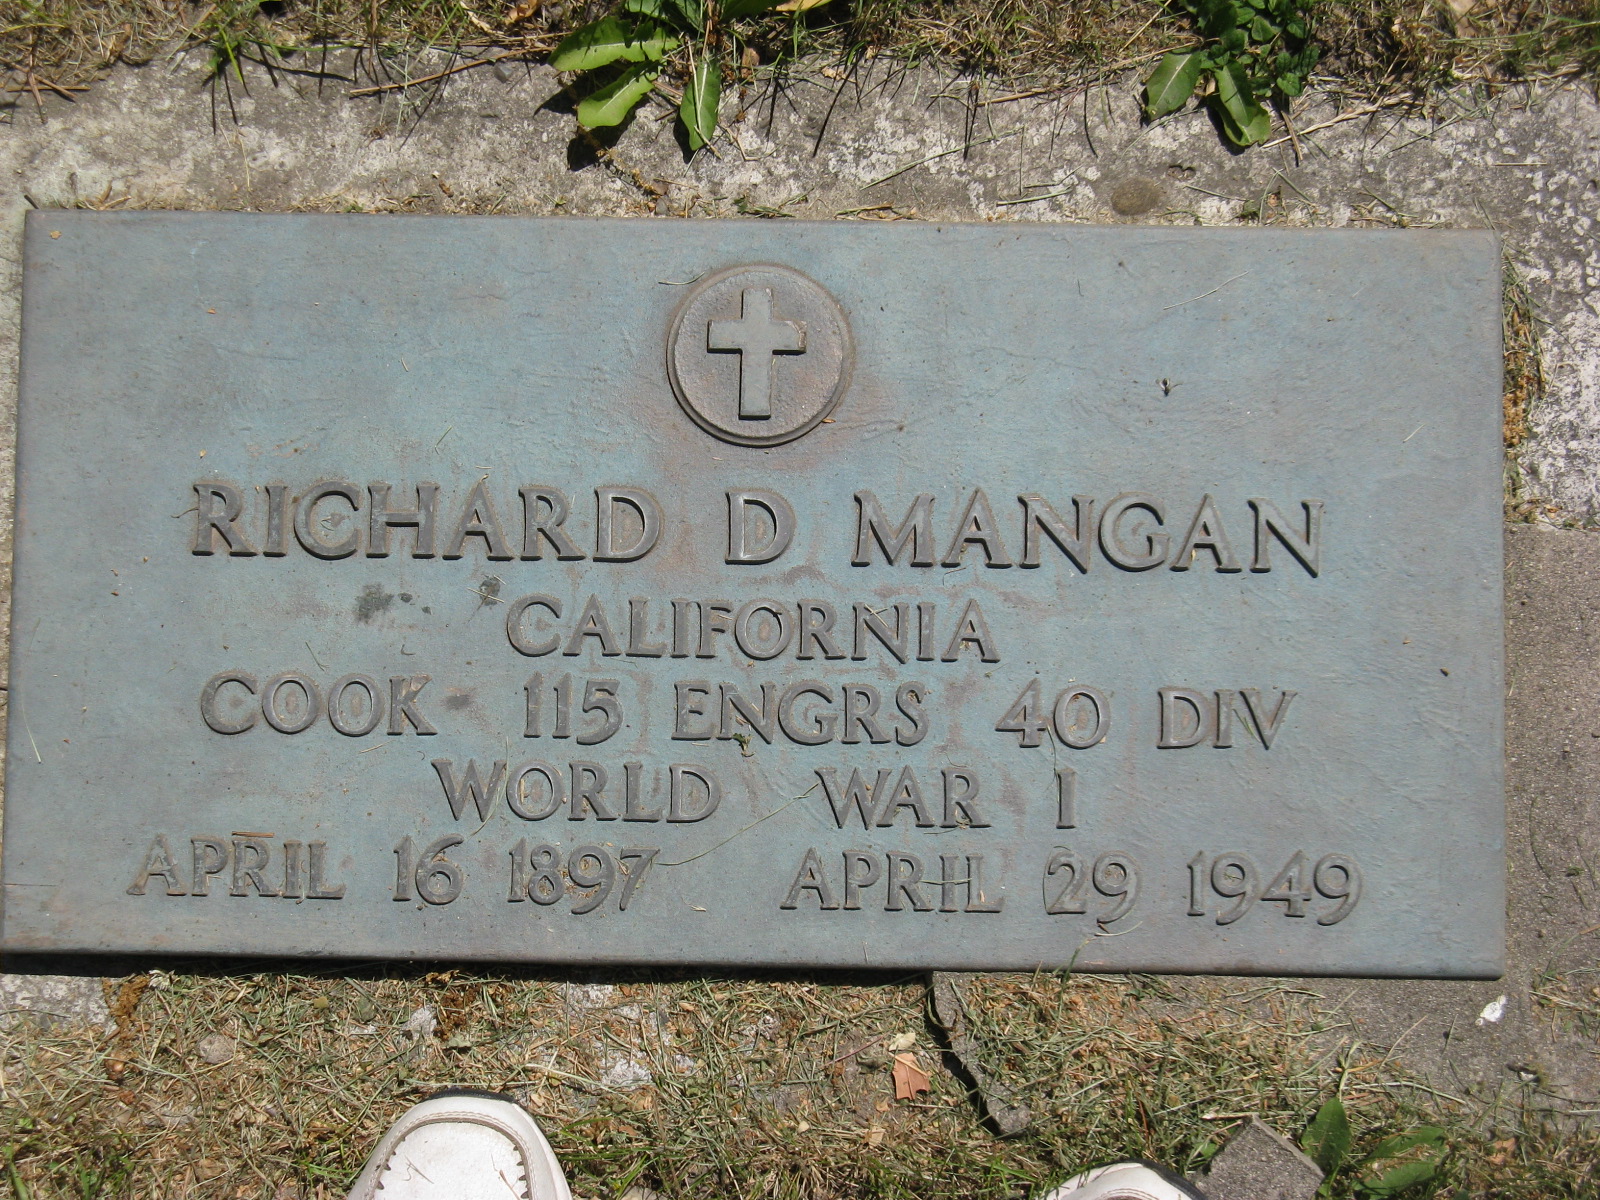 RICHARD D MANGAN
CALIFORNIA
COOK 115 ENGRS 40 DIV
WORLD WAR I
APRIL 16 1897 APRIL 29 1949